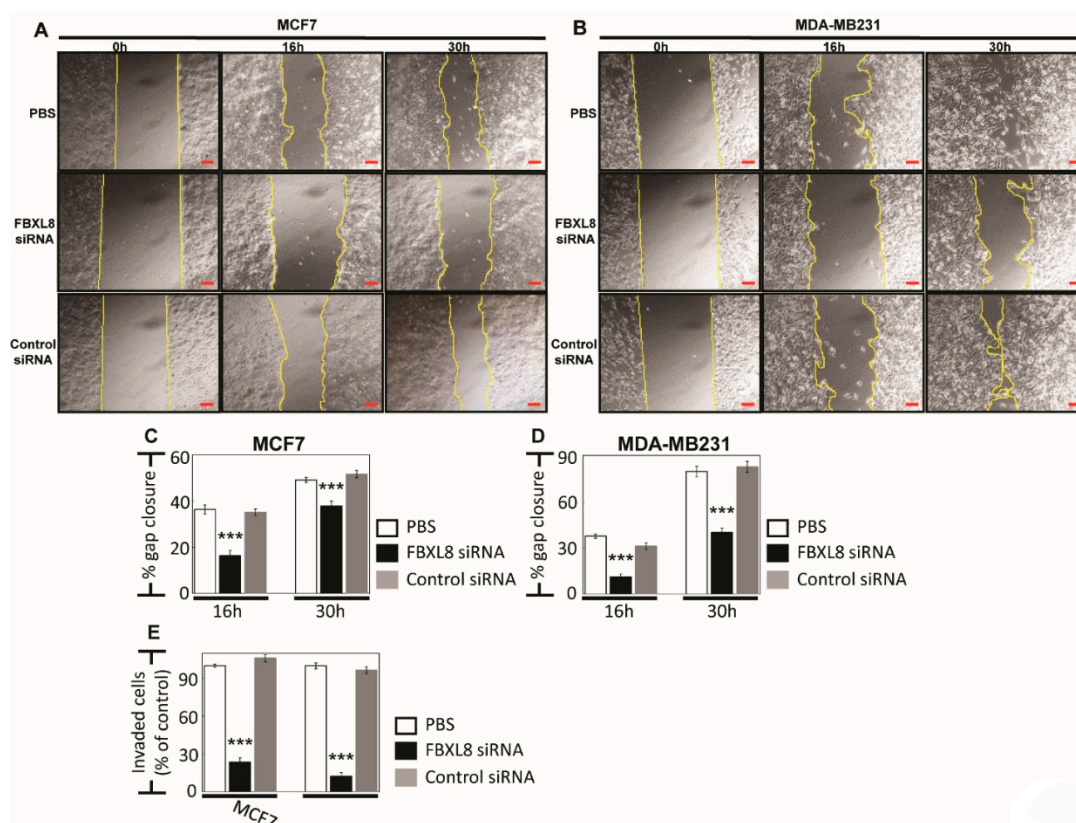 A MCF7
0h 16h 30h
PBS
FBXL8
siRNA
Control
siRNA
B MDA-MB231
0h 16h 30h
PBS
FBXL8
siRNA
Control
siRNA
C MCF7
% gap closure
60
40
20
0
*** ***
16h 30h
PBS
FBXL8 siRNA
Control siRNA
D MDA-MB231
% gap closure
90
60
30
0
*** ***
16h 30h
PBS
FBXL8 siRNA
Control siRNA
E
Invaded cells
(% of control)
90
60
30
0
*** ***
MCF7
PBS
FBXL8 siRNA
Control siRNA